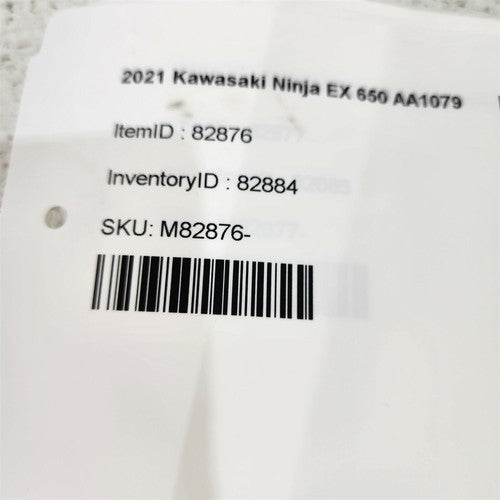 2021 Kawasaki Ninja EX 650 AA1079
ItemID : 82876
InventoryID : 82884
SKU: M82876-